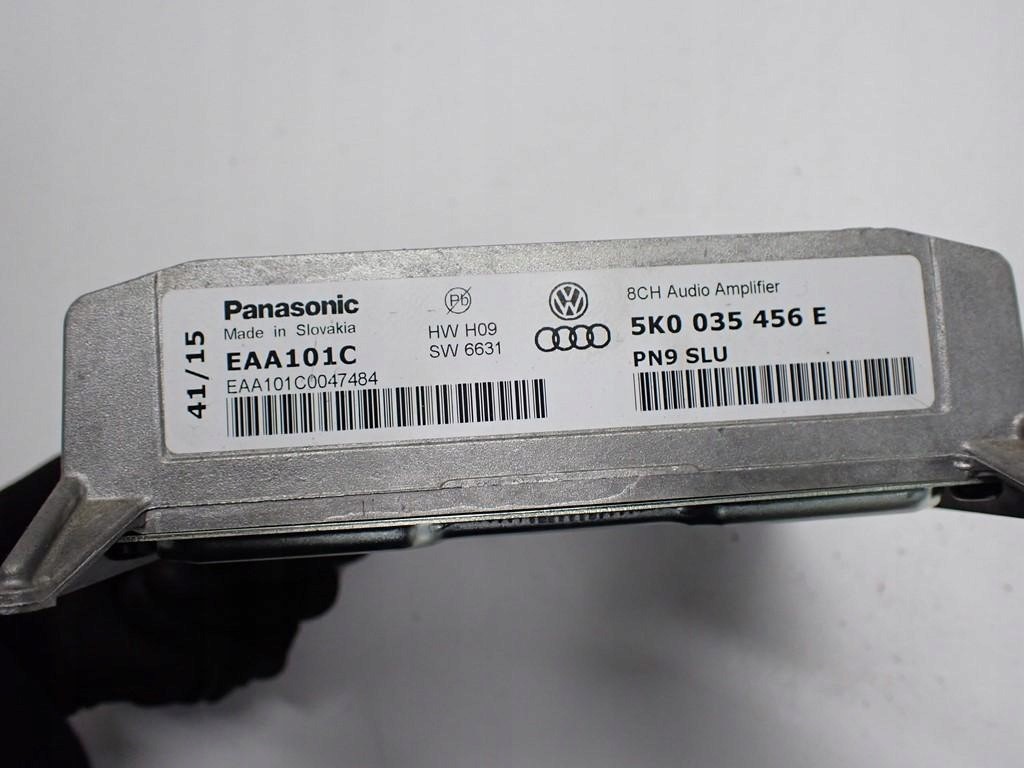 41/15
Panasonic
Made in Slovakia
EAA101C
EAA101C0047484
Pb
HW H09
SW 6631
8CH Audio Amplifier
5K0 035 456 E
PN9 SLU